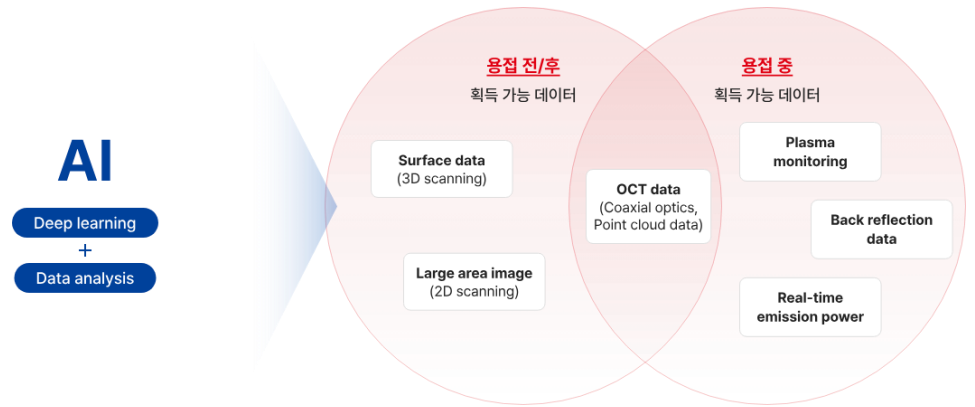 AI
Deep learning
+
Data analysis
용접 전/후
획득 가능 데이터
Surface data
(3D scanning)
Large area image
(2D scanning)
OCT data
(Coaxial optics,
Point cloud data)
용접 중
획득 가능 데이터
Plasma
monitoring
Back reflection
data
Real-time
emission power